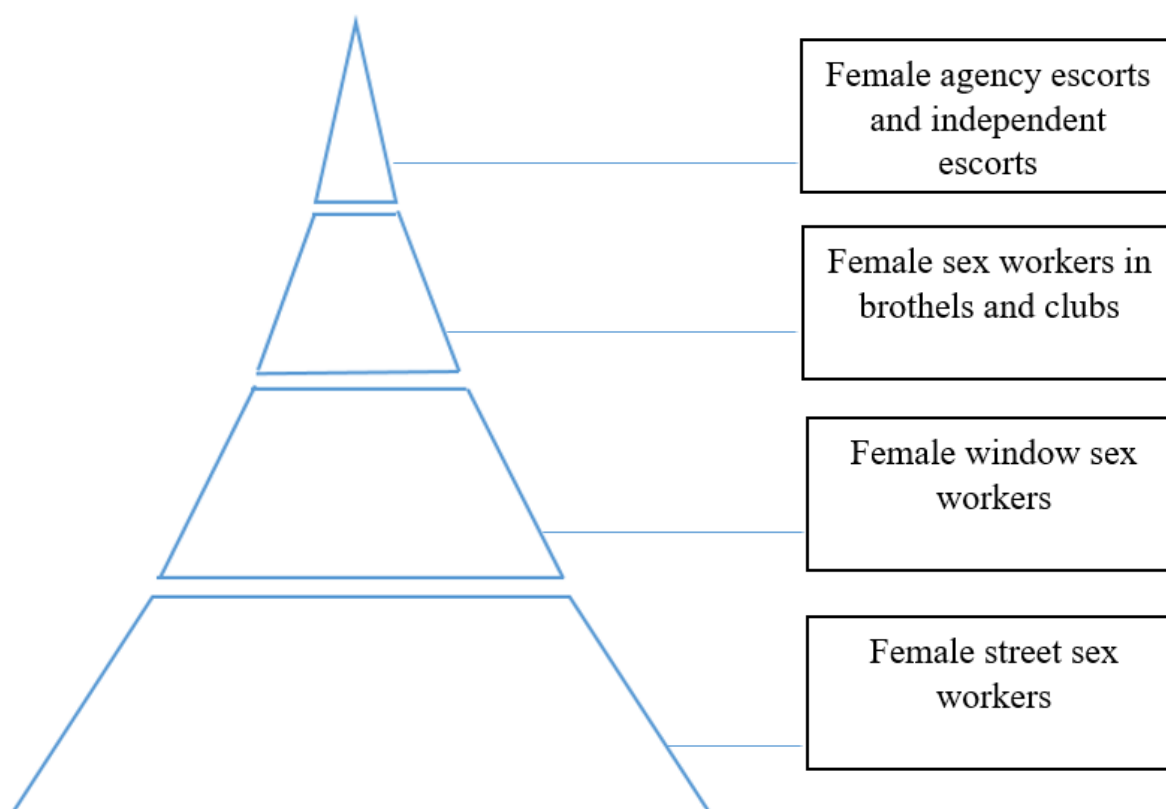 Female agency escorts
and independent
escorts
Female sex workers in
brothels and clubs
Female window sex
workers
Female street sex
workers